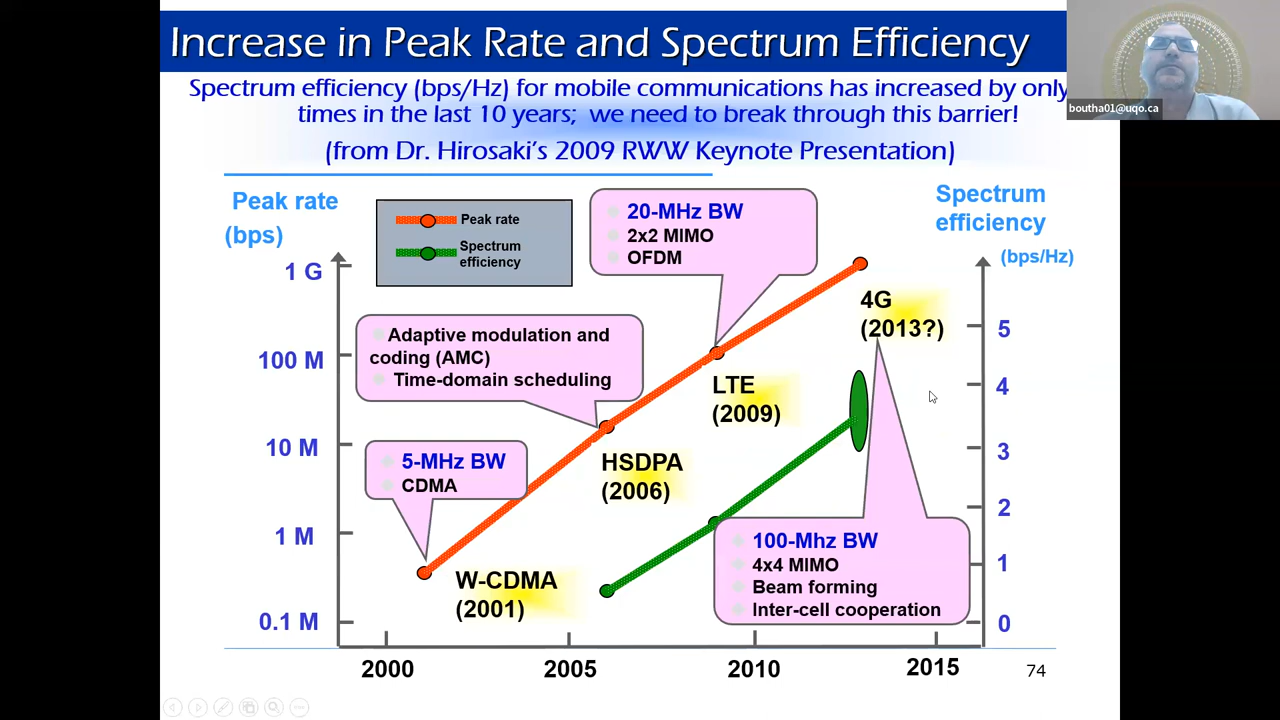 Increase in Peak Rate and Spectrum Efficiency
Spectrum efficiency (bps/Hz) for mobile communications has increased by only
times in the last 10 years; we need to break through this barrier!
(from Dr. Hirosaki's 2009 RWW Keynote Presentation)
boutha01@uqo.ca
Peak rate
(bps)
Peak rate
Spectrum
efficiency
20-MHz BW
2x2 MIMO
OFDM
Spectrum
efficiency
(bps/Hz)
1 G
100 M
10 M
1 M
0.1 M
Adaptive modulation and
coding (AMC)
Time-domain scheduling
5-MHz BW
CDMA
W-CDMA
(2001)
HSDPA
(2006)
LTE
(2009)
4G
(2013?)
100-Mhz BW
4x4 MIMO
Beam forming
Inter-cell cooperation
5
4
3
2
1
0
2000
2005
2010
2015
74